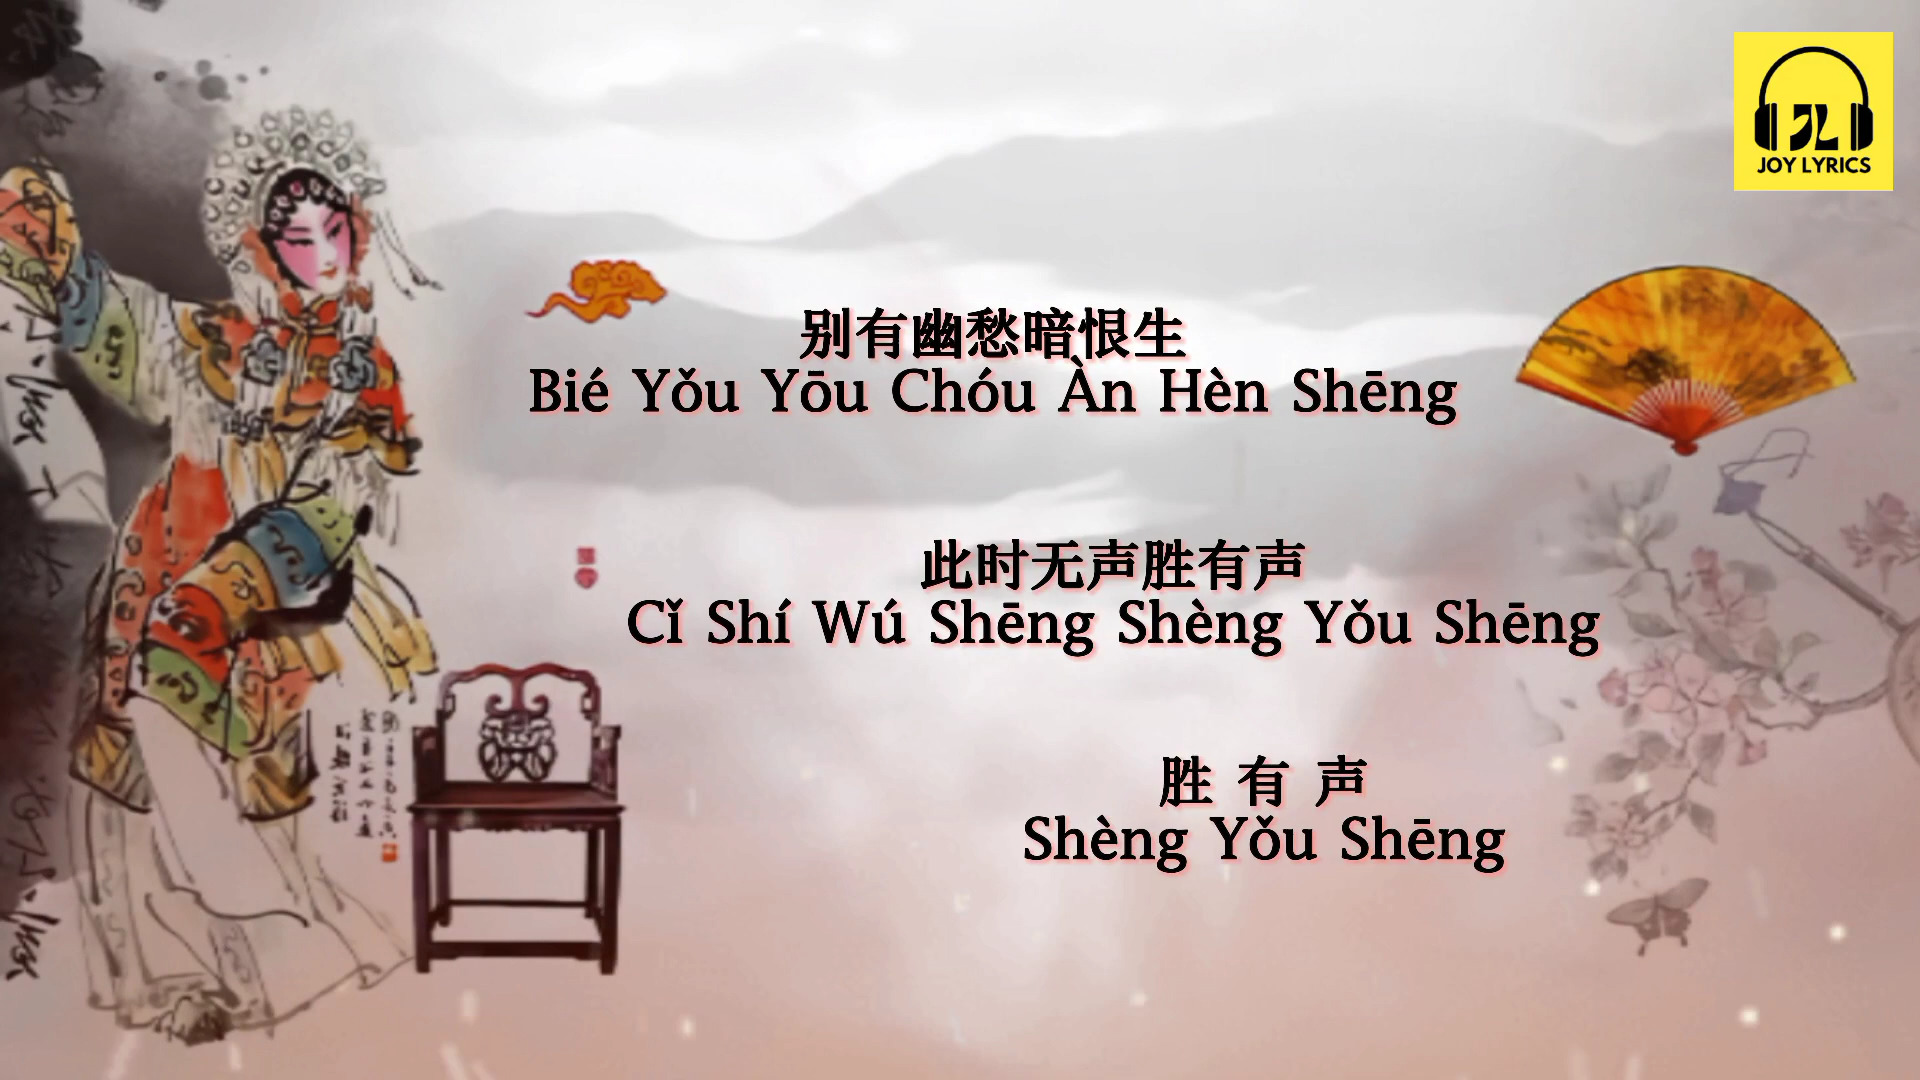 JL
JOY LYRICS
别有幽愁暗恨生
Bié Yǒu Yōu Chóu Àn Hèn Shēng
此时无声胜有声
Cǐ Shí Wú Shēng Shèng Yǒu Shēng
胜 有 声
Shèng Yǒu Shēng